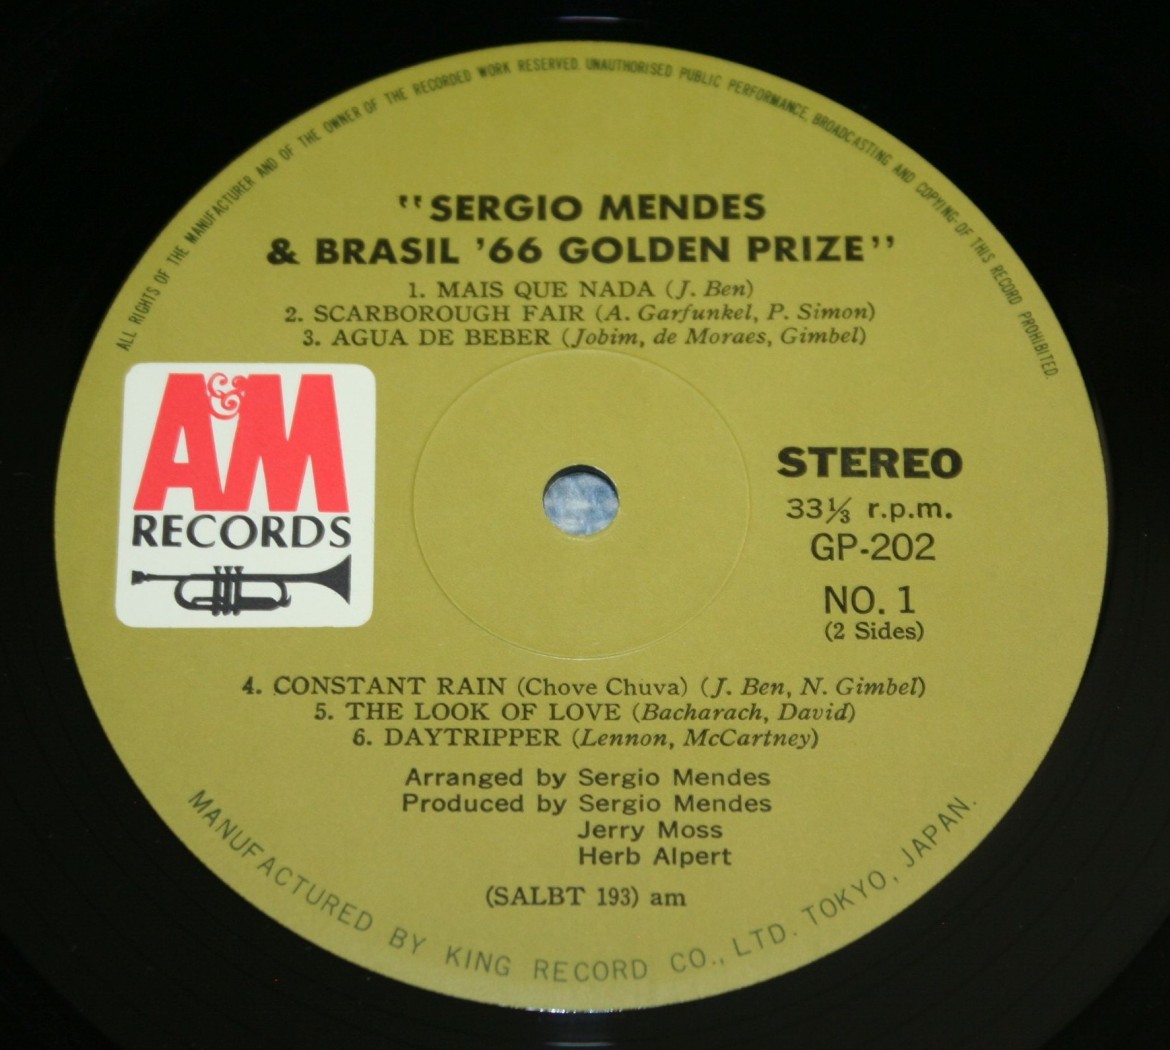 ALL RIGHTS OF THE MANUFACTURER AND OF THE OWNER OF THE RECORDED WORK RESERVED. UNAUTHORISED PUBLIC PERFORMANCE, BROADCASTING AND COPYING OF THIS RECORD PROHIBITED.
"SERGIO MENDES
& BRASIL '66 GOLDEN PRIZE"
1. MAIS QUE NADA (J. Ben)
2. SCARBOROUGH FAIR (A. Garfunkel, P. Simon)
3. AGUA DE BEBER (Jobim, de Moraes, Gimbel)
A&M
RECORDS
STEREO
33⅓ r.p.m.
GP-202
NO. 1
(2 Sides)
4. CONSTANT RAIN (Chove Chuva) (J. Ben, N. Gimbel)
5. THE LOOK OF LOVE (Bacharach, David)
6. DAYTRIPPER (Lennon, McCartney)
Arranged by Sergio Mendes
Produced by Sergio Mendes
Jerry Moss
Herb Alpert
(SALBT 193) am
MANUFACTURED BY KING RECORD CO., LTD. TOKYO, JAPAN.